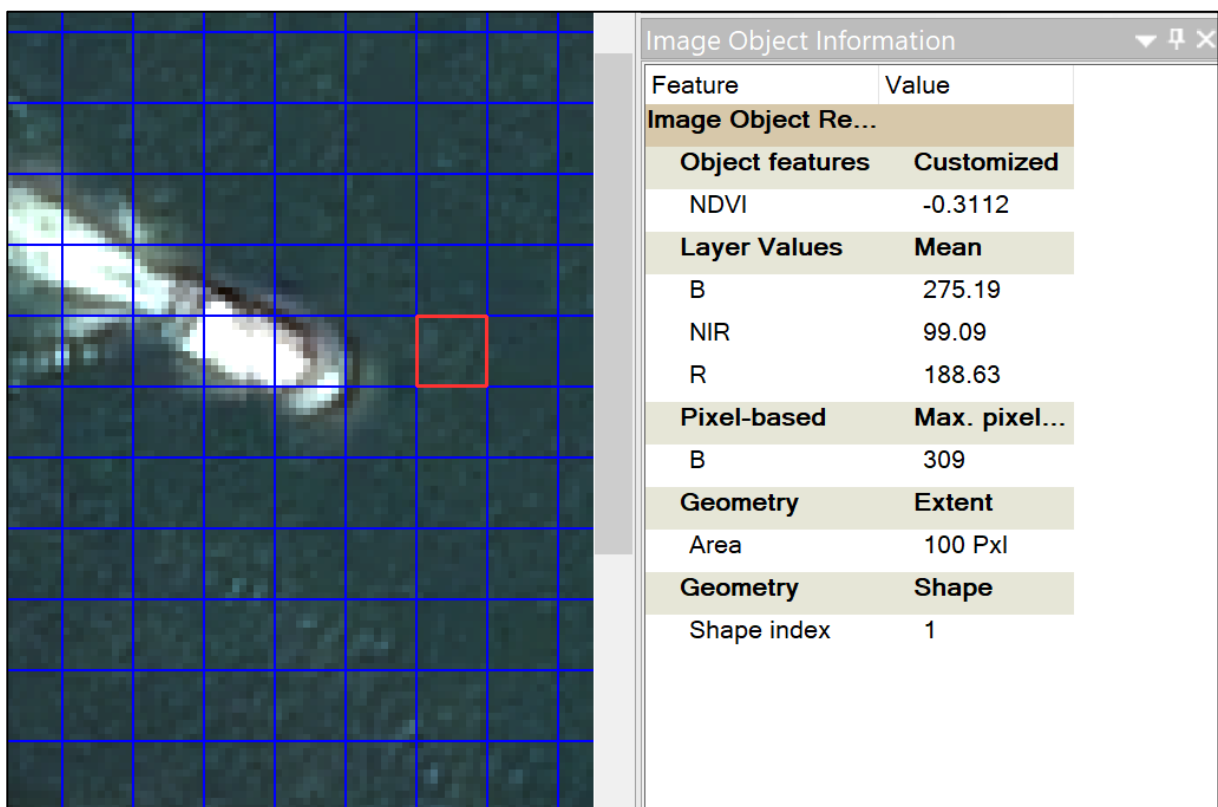 Image Object Information
Feature Value
Image Object Re...
Object features Customized
NDVI -0.3112
Layer Values Mean
B 275.19
NIR 99.09
R 188.63
Pixel-based Max. pixel...
B 309
Geometry Extent
Area 100 Pxl
Geometry Shape
Shape index 1